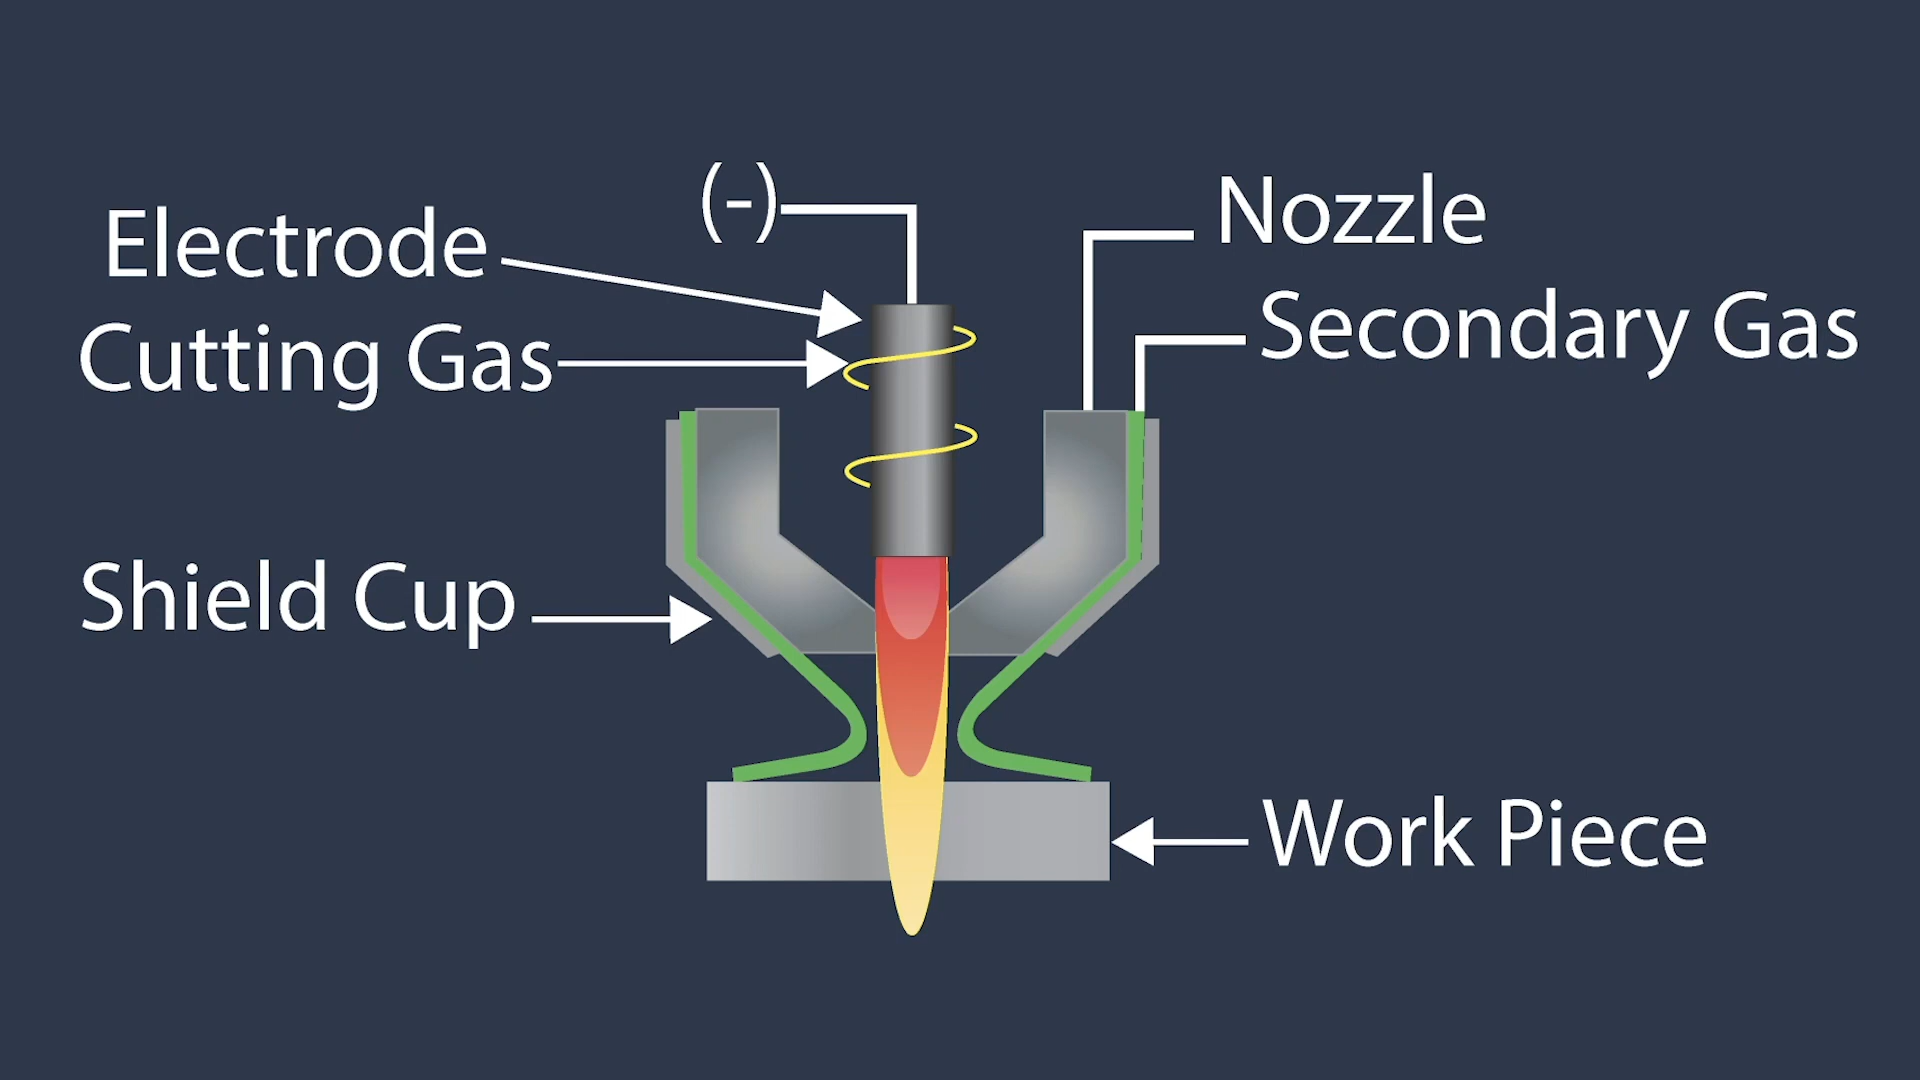 (-)
Electrode
Cutting Gas
Shield Cup
Nozzle
Secondary Gas
Work Piece